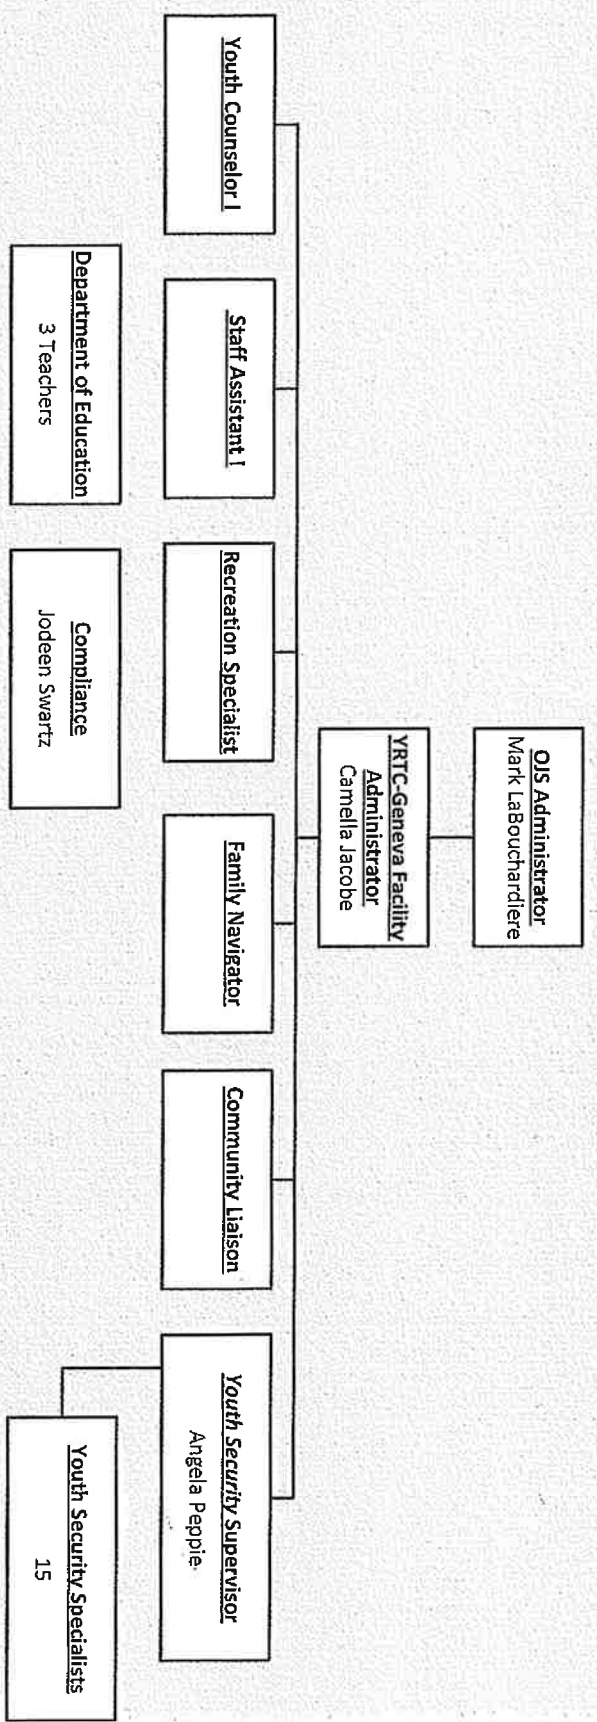 OJS Administrator
Mark LaBouchardiere
YRTC-Geneva Facility
Administrator
Camella Jacobe
Youth Counselor I
Staff Assistant I
Recreation Specialist
Family Navigator
Community Liaison
Youth Security Supervisor
Angela Peppie
Department of Education
3 Teachers
Compliance
Jodeen Swartz
Youth Security Specialists
15